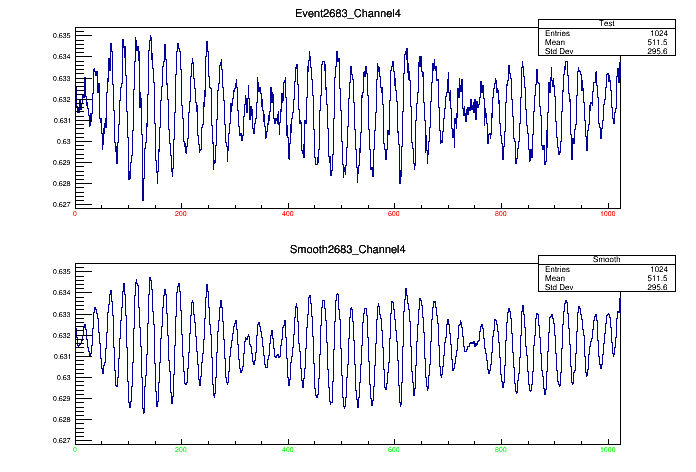 Event2683_Channel4
Test
Entries 1024
Mean 511.5
Std Dev 295.6
0.635
0.634
0.633
0.632
0.631
0.63
0.629
0.628
0.627
0 200 400 600 800 1000
Smooth2683_Channel4
Smooth
Entries 1024
Mean 511.5
Std Dev 295.6
0.635
0.634
0.633
0.632
0.631
0.63
0.629
0.628
0.627
0 200 400 600 800 1000